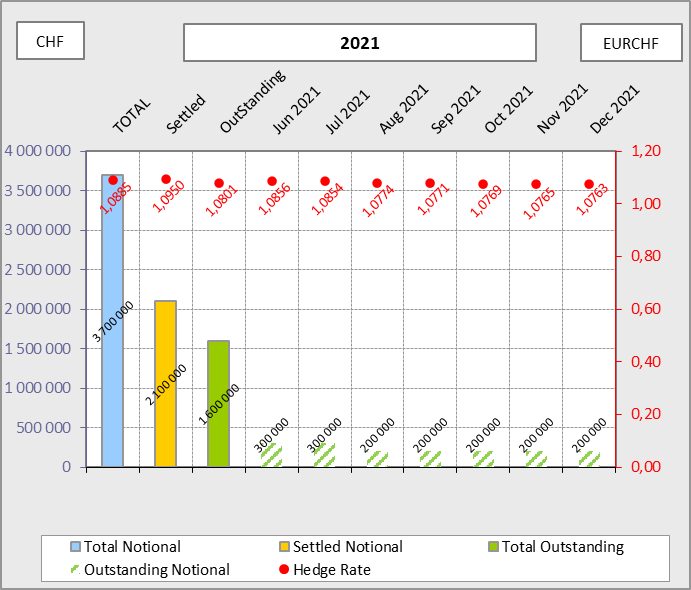 CHF
2021
EURCHF
TOTAL
Settled
OutStanding
Jun 2021
Jul 2021
Aug 2021
Sep 2021
Oct 2021
Nov 2021
Dec 2021
4 000 000
3 500 000
3 000 000
2 500 000
2 000 000
1 500 000
1 000 000
500 000
0
1,20
1,00
0,80
0,60
0,40
0,20
0,00
1,0885
1,0950
1,0801
1,0856
1,0854
1,0774
1,0771
1,0769
1,0765
1,0763
3 700 000
2 100 000
1 600 000
300 000
300 000
200 000
200 000
200 000
200 000
200 000
Total Notional
Settled Notional
Total Outstanding
Outstanding Notional
Hedge Rate